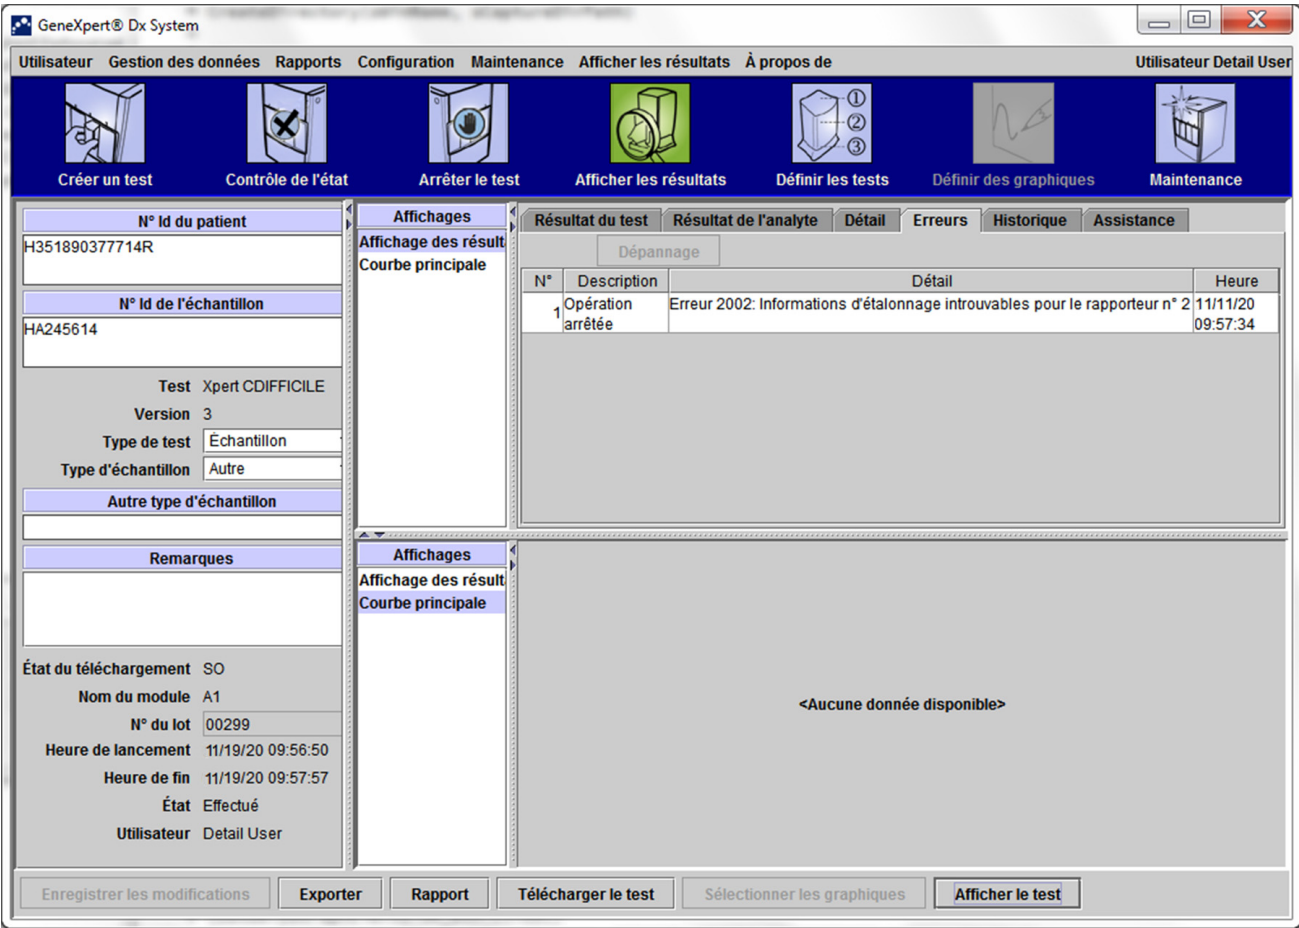 GeneXpert® Dx System
Utilisateur Gestion des données Rapports Configuration Maintenance Afficher les résultats À propos de Utilisateur Detail User
Créer un test Contrôle de l'état Arrêter le test Afficher les résultats Définir les tests Définir des graphiques Maintenance
N° Id du patient
H351890377714R
N° Id de l'échantillon
HA245614
Test Xpert CDIFFICILE
Version 3
Type de test Échantillon
Type d'échantillon Autre
Autre type d'échantillon
Remarques
État du téléchargement SO
Nom du module A1
N° du lot 00299
Heure de lancement 11/19/20 09:56:50
Heure de fin 11/19/20 09:57:57
État Effectué
Utilisateur Detail User
Affichages
Affichage des résult
Courbe principale
Résultat du test Résultat de l'analyte Détail Erreurs Historique Assistance
Dépannage
N° Description Détail Heure
1 Opération arrêtée Erreur 2002: Informations d'étalonnage introuvables pour le rapporteur n° 2 11/11/20 09:57:34
Affichages
Affichage des résult
Courbe principale
<Aucune donnée disponible>
Enregistrer les modifications Exporter Rapport Télécharger le test Sélectionner les graphiques Afficher le test